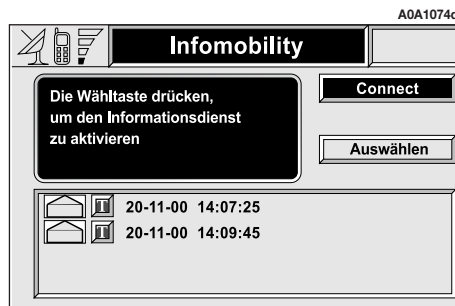 A0A1074d
Infomobility
Die Wähltaste drücken,
um den Informationsdienst
zu aktivieren
Connect
Auswählen
20-11-00 14:07:25
20-11-00 14:09:45